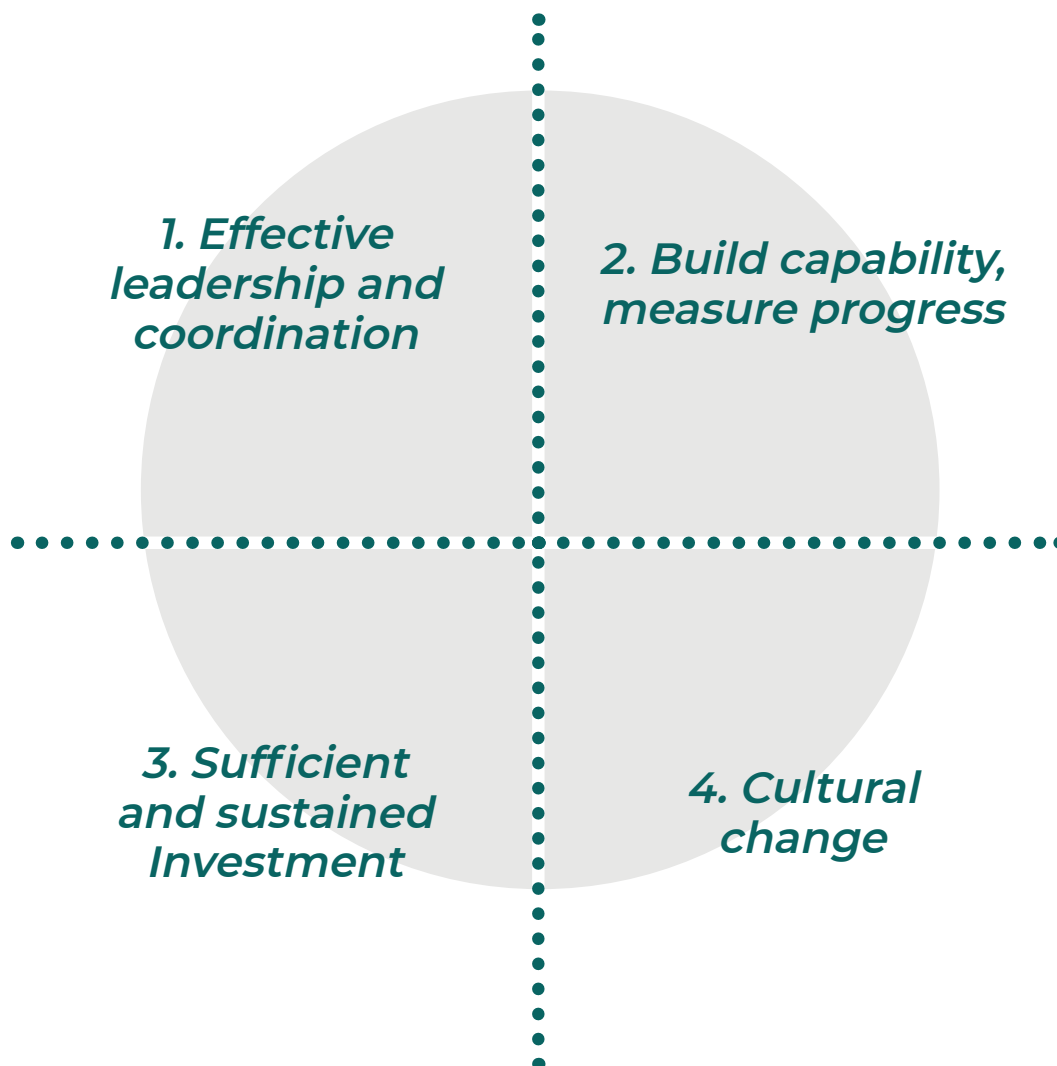 1. Effective
leadership and
coordination
2. Build capability,
measure progress
3. Sufficient
and sustained
Investment
4. Cultural
change